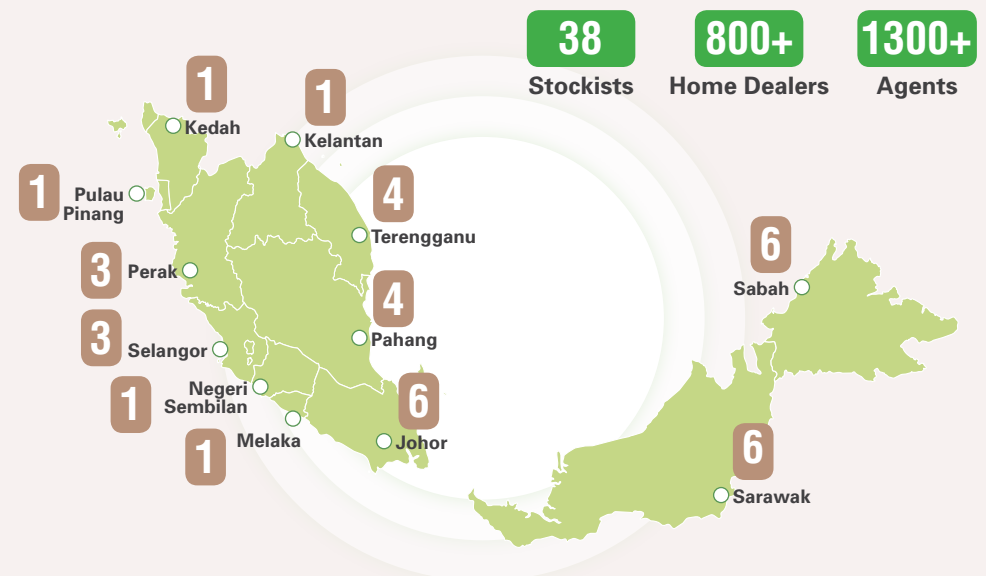 38
Stockists
800+
Home Dealers
1300+
Agents
1
Kedah
1
Kelantan
1
Pulau
Pinang
4
Terengganu
3
Perak
4
Pahang
3
Selangor
1
Negeri
Sembilan
1
Melaka
6
Johor
6
Sabah
6
Sarawak